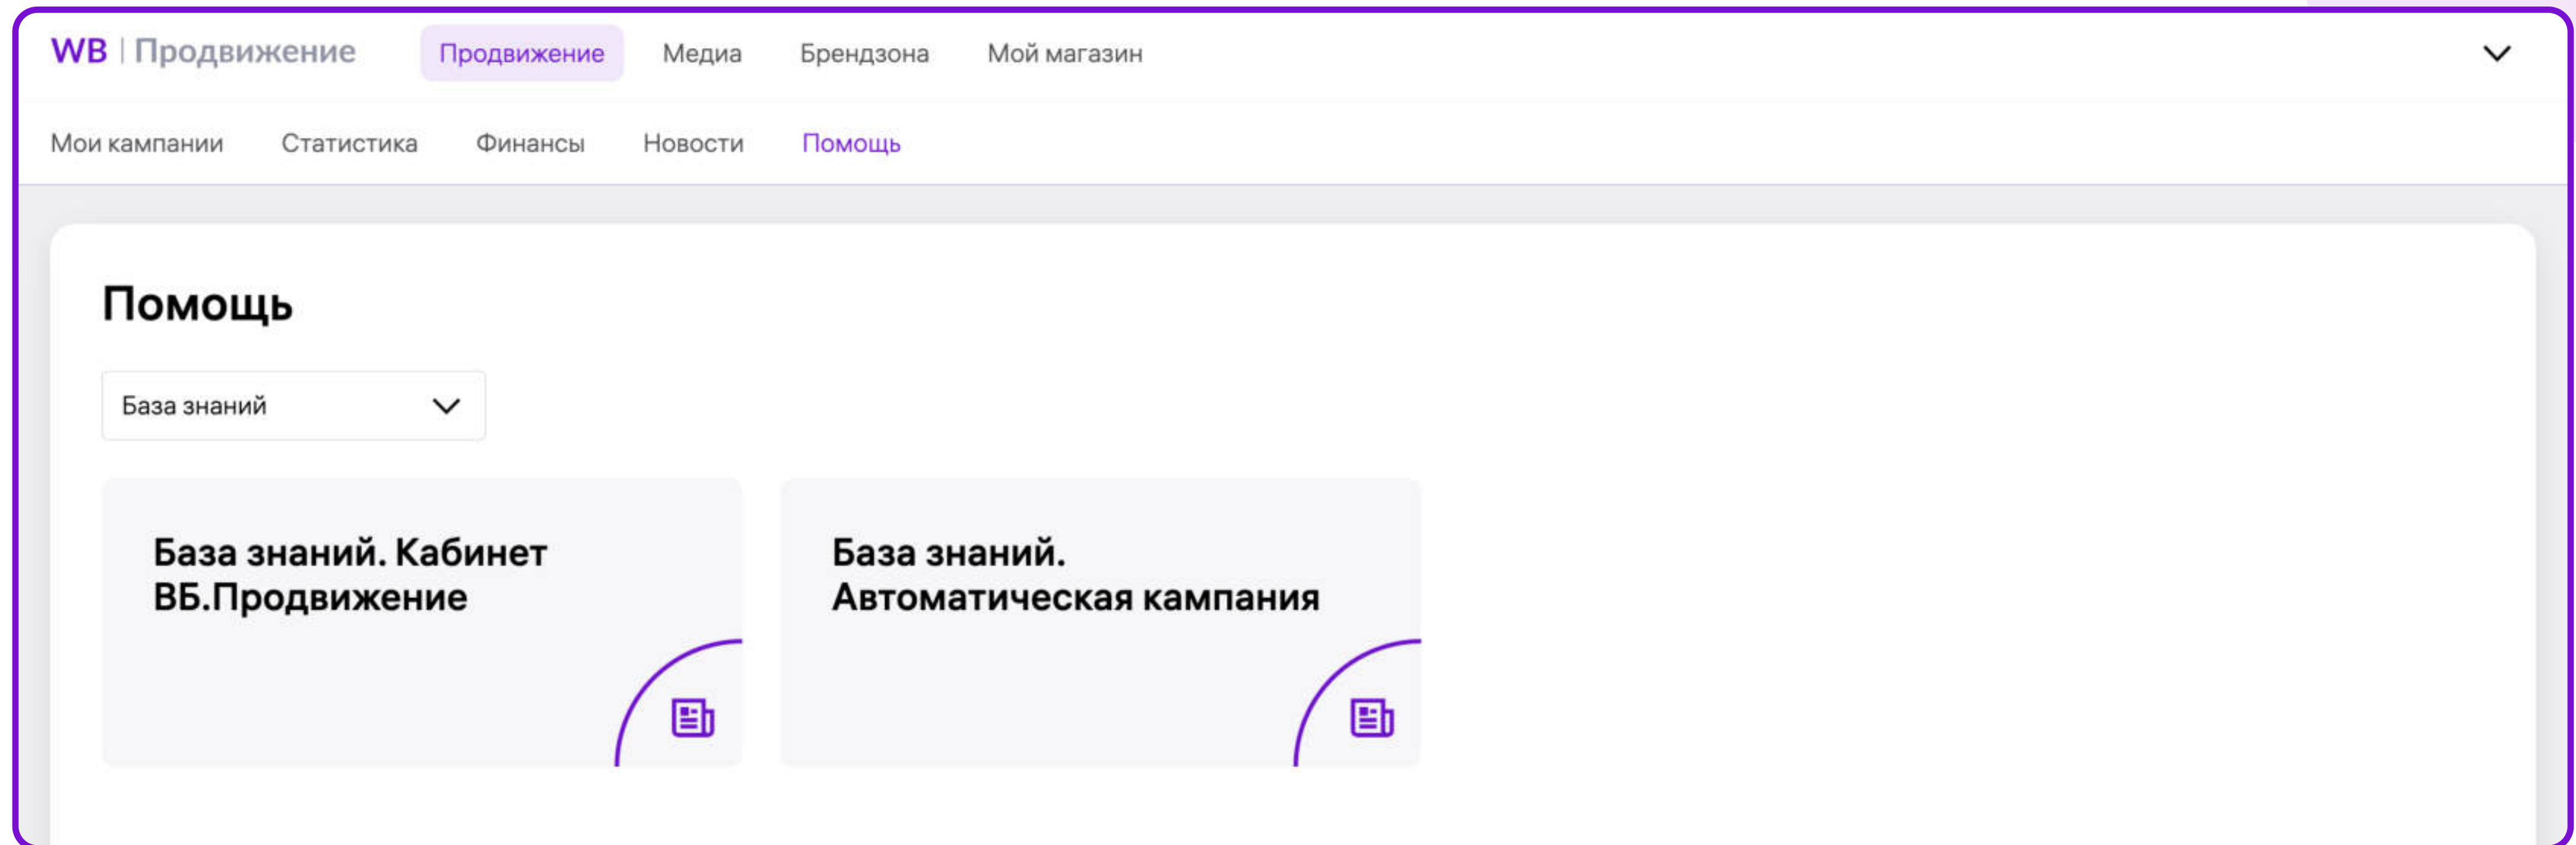 WB | Продвижение Продвижение Медиа Брендзона Мой магазин
Мои кампании Статистика Финансы Новости Помощь
Помощь
База знаний
База знаний. Кабинет
ВБ.Продвижение
База знаний.
Автоматическая кампания